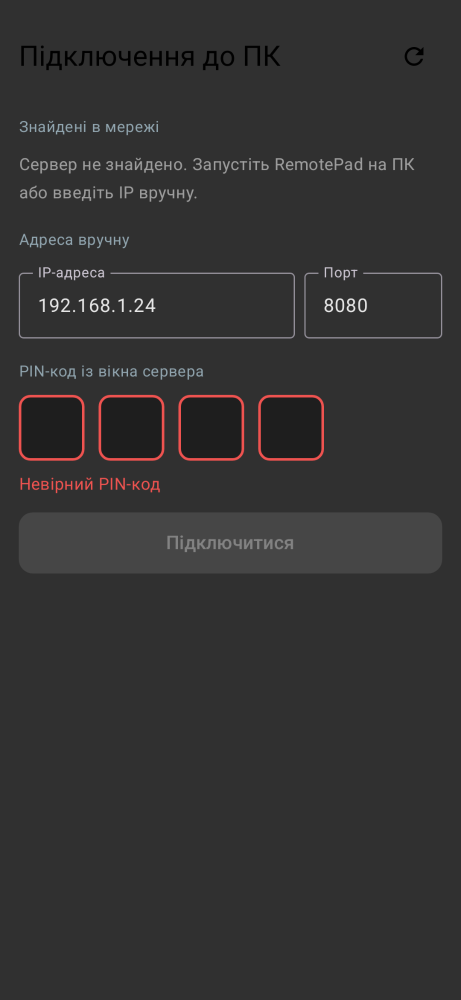 Підключення до ПК
Знайдені в мережі
Сервер не знайдено. Запустіть RemotePad на ПК
або введіть IP вручну.
Адреса вручну
IP-адреса
Порт
192.168.1.24
8080
PIN-код із вікна сервера
Невірний PIN-код
Підключитися